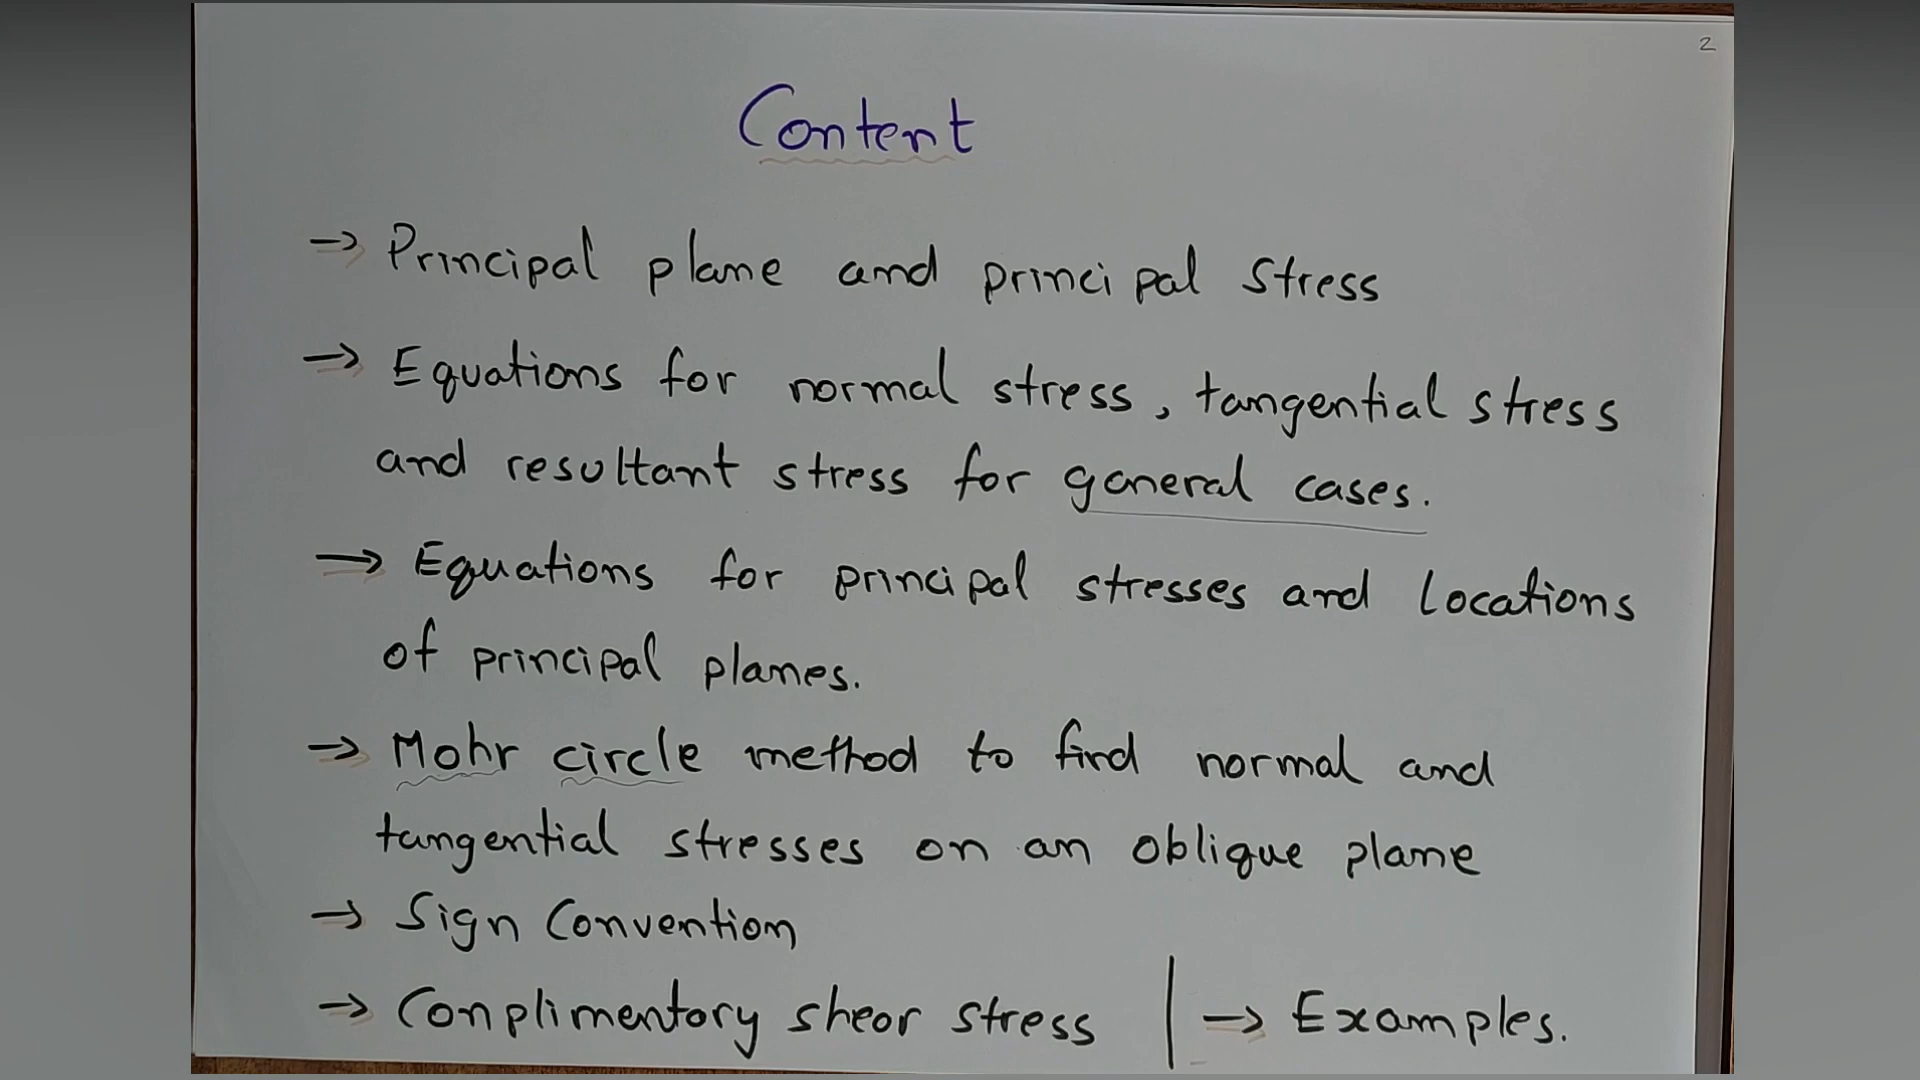 2
Content
→ Principal plane and principal stress
→ Equations for normal stress, tangential stress
and resultant stress for general cases.
→ Equations for principal stresses and locations
of principal planes.
→ Mohr circle method to find normal and
tangential stresses on an oblique plane
→ Sign Convention
→ Conplimentory sheor stress | → Examples.